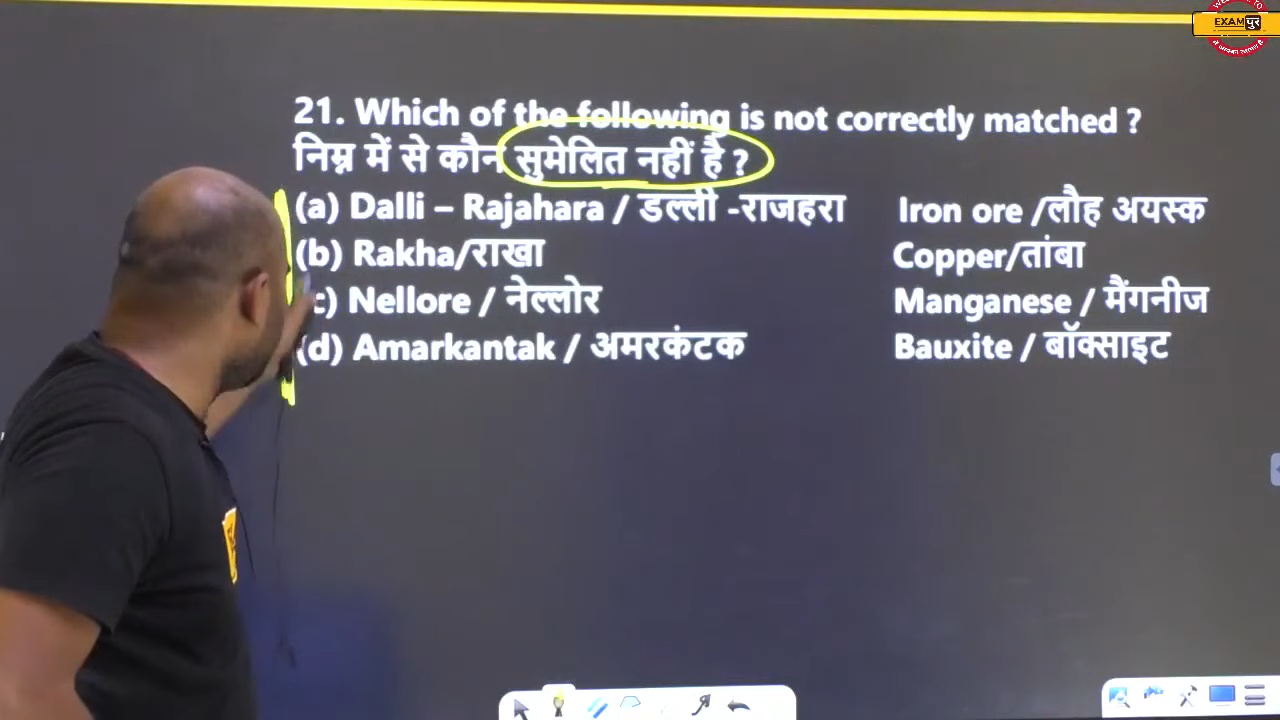 EXAM पुर
21. Which of the following is not correctly matched ?
निम्न में से कौन सुमेलित नहीं है ?
(a) Dalli – Rajahara / डल्ली -राजहरा Iron ore /लौह अयस्क
(b) Rakha/राखा Copper/तांबा
c) Nellore / नेल्लोर Manganese / मैंगनीज
(d) Amarkantak / अमरकंटक Bauxite / बॉक्साइट